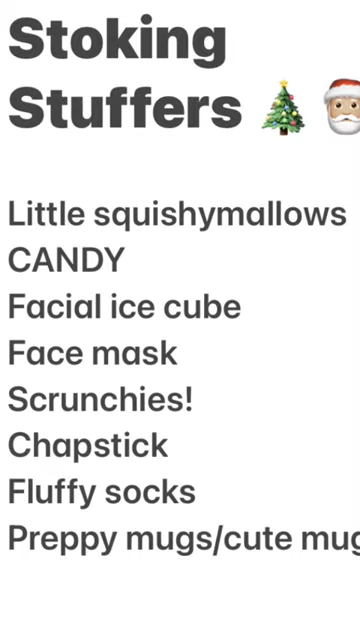 Stoking
Stuffers 🎄 🎅🏼
Little squishymallows
CANDY
Facial ice cube
Face mask
Scrunchies!
Chapstick
Fluffy socks
Preppy mugs/cute mug